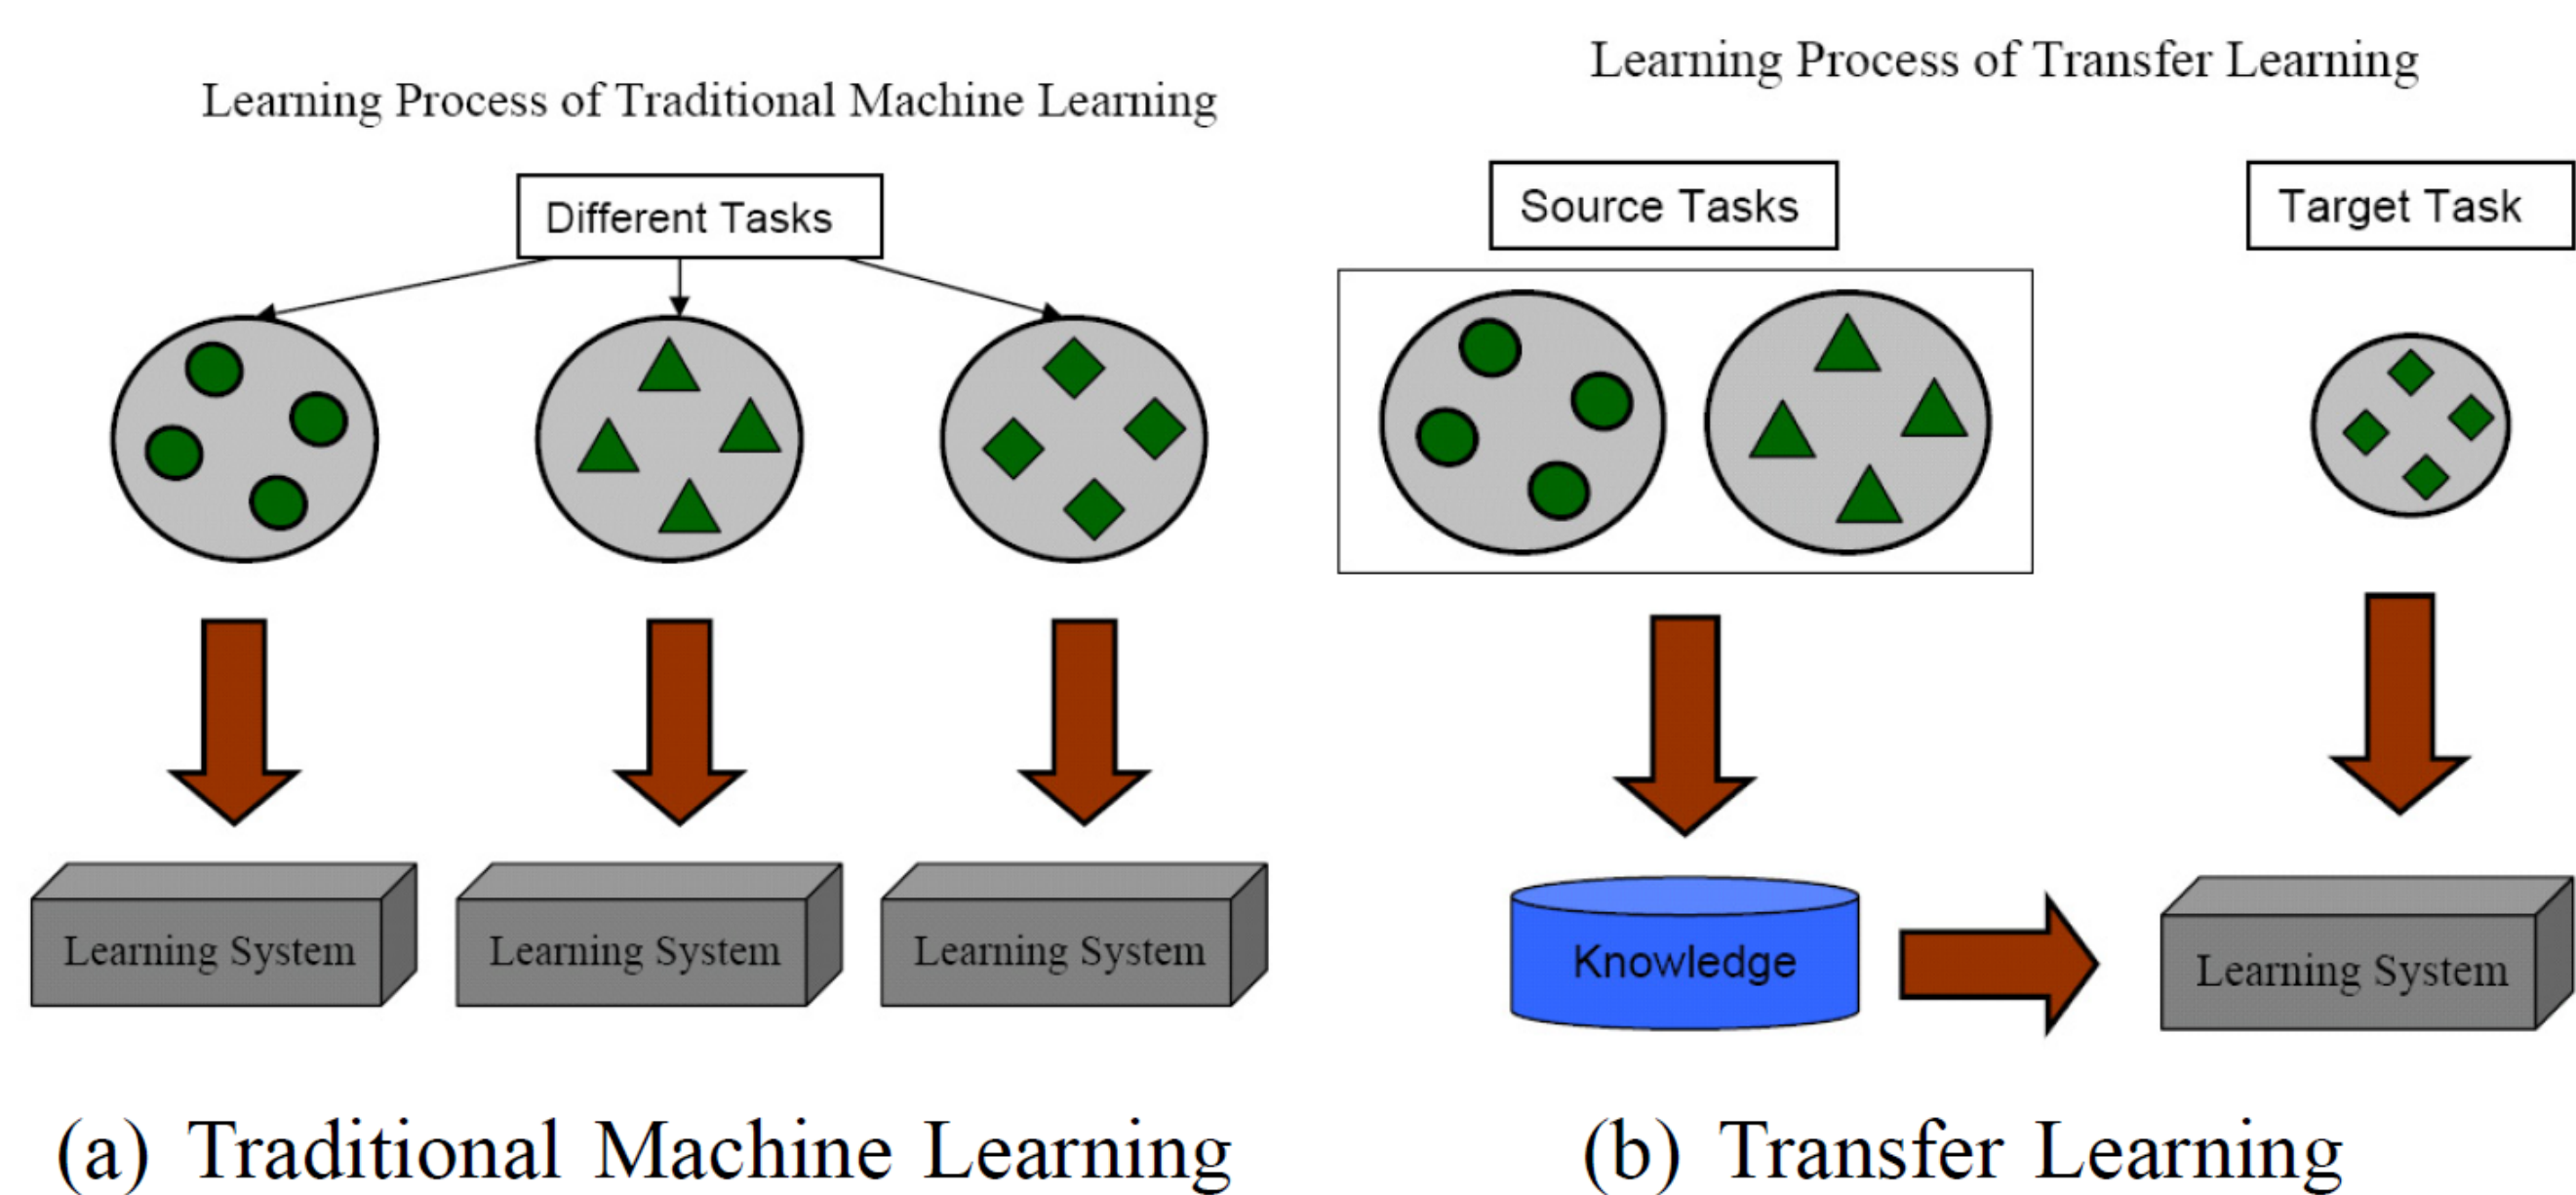 Learning Process of Traditional Machine Learning
Different Tasks
Learning System
Learning System
Learning System
(a) Traditional Machine Learning
Learning Process of Transfer Learning
Source Tasks
Target Task
Knowledge
Learning System
(b) Transfer Learning